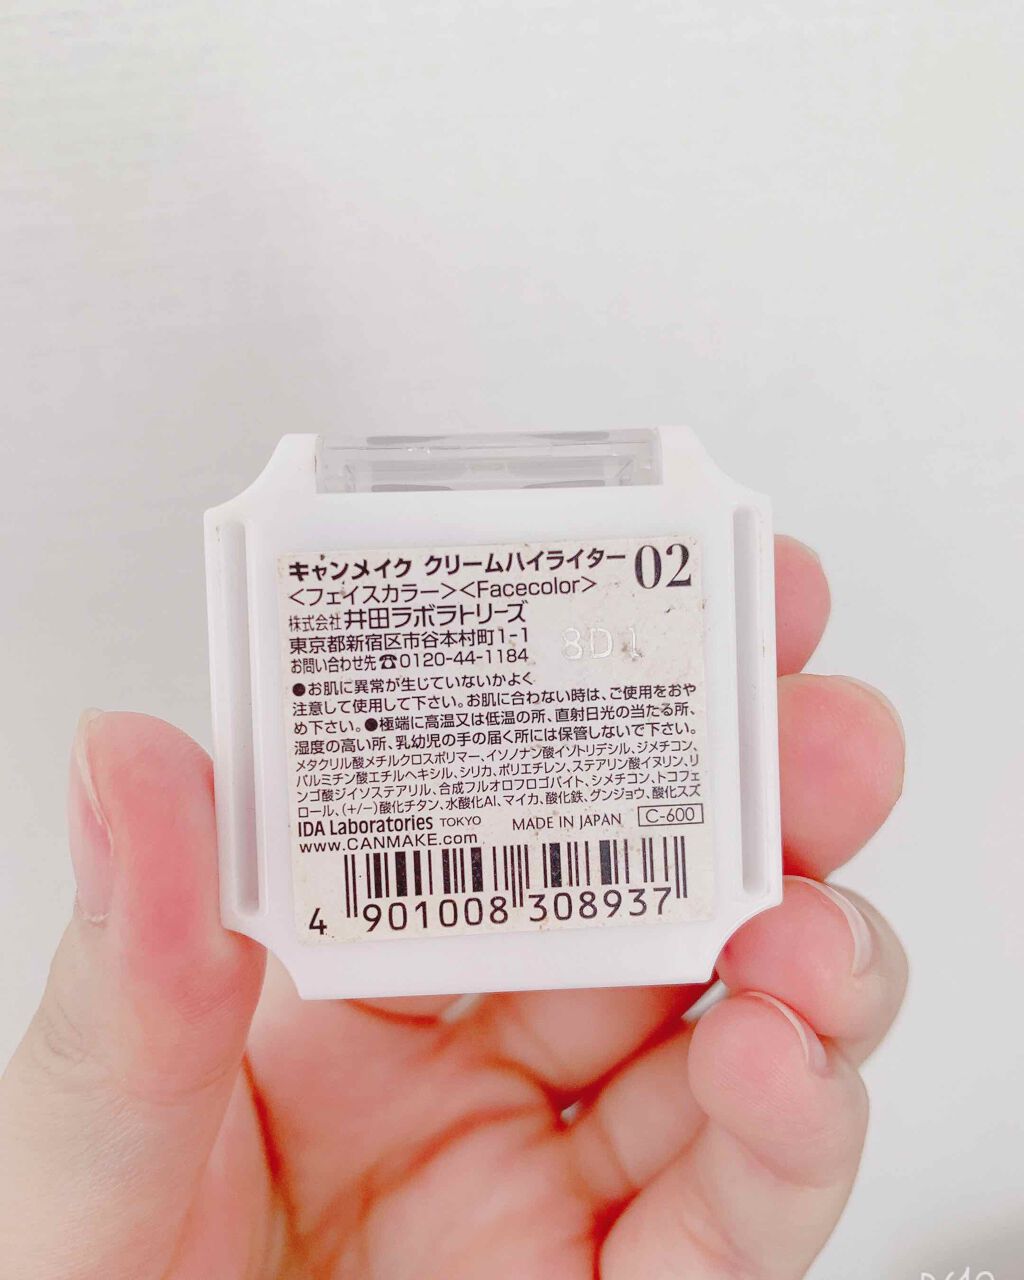 キャンメイク クリームハイライター 02
<フェイスカラー><Facecolor>
株式会社 井田ラボラトリーズ
東京都新宿区市谷本村町1-1
お問い合わせ先☎0120-44-1184
8D1
●お肌に異常が生じていないかよく
注意して使用して下さい。お肌に合わない時は、ご使用をおや
め下さい。●極端に高温又は低温の所、直射日光の当たる所、
湿度の高い所、乳幼児の手の届く所には保管しないで下さい。
メタクリル酸メチルクロスポリマー、イソノナン酸イソトリデシル、ジメチコン、
パルミチン酸エチルヘキシル、シリカ、ポリエチレン、ステアリン酸イヌリン、リ
ンゴ酸ジイソステアリル、合成フルオロフロゴパイト、シメチコン、トコフェ
ロール、(+/−)酸化チタン、水酸化Al、マイカ、酸化鉄、グンジョウ、酸化スズ
IDA Laboratories TOKYO MADE IN JAPAN C-600
www.CANMAKE.com
4 901008 308937